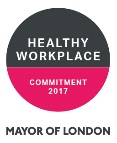 HEALTHY
WORKPLACE
COMMITMENT
2017
MAYOR OF LONDON